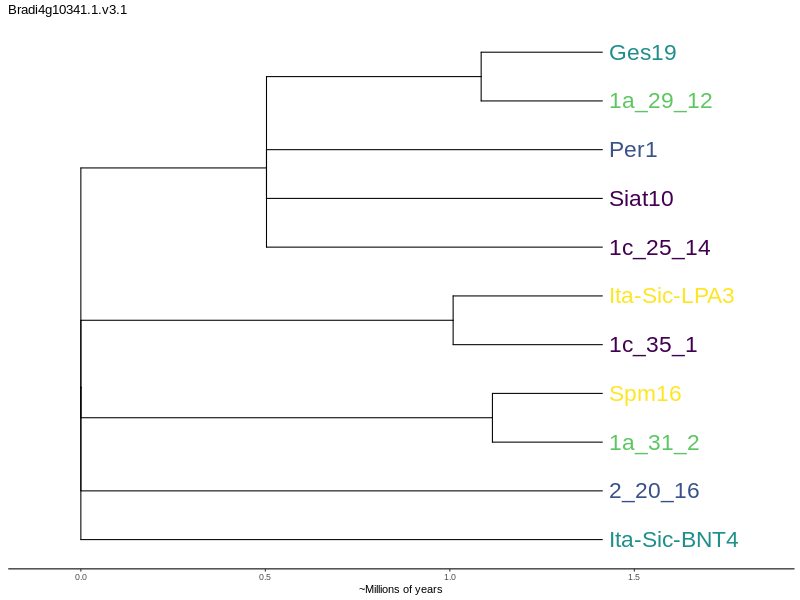 Bradi4g10341.1.v3.1
Ges19
1a_29_12
Per1
Siat10
1c_25_14
Ita-Sic-LPA3
1c_35_1
Spm16
1a_31_2
2_20_16
Ita-Sic-BNT4
0.0 0.5 1.0 1.5
~Millions of years